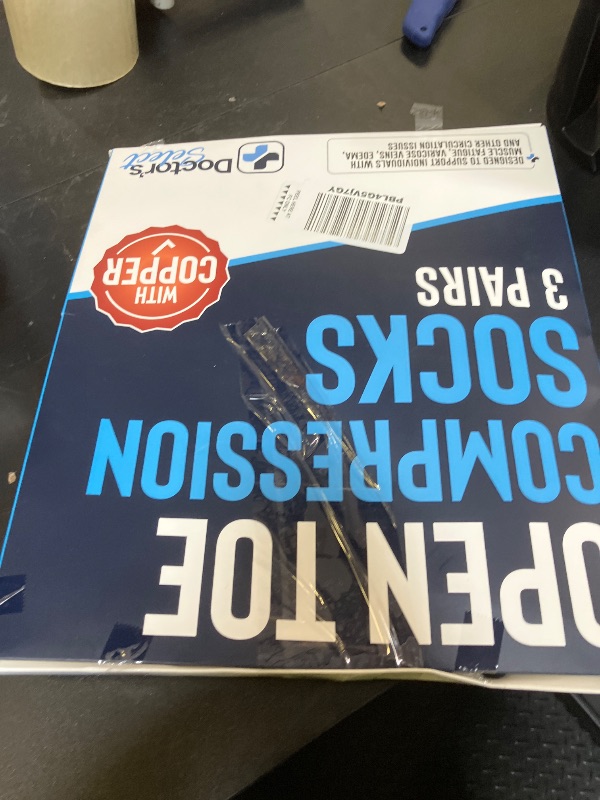 OPEN TOE
COMPRESSION
SOCKS
3 PAIRS
WITH
COPPER
PBL4G5Vj7GY
DESIGNED TO SUPPORT INDIVIDUALS WITH
MUSCLE FATIGUE, VARICOSE VEINS, EDEMA,
AND OTHER CIRCULATION ISSUES
Doctor's
Select